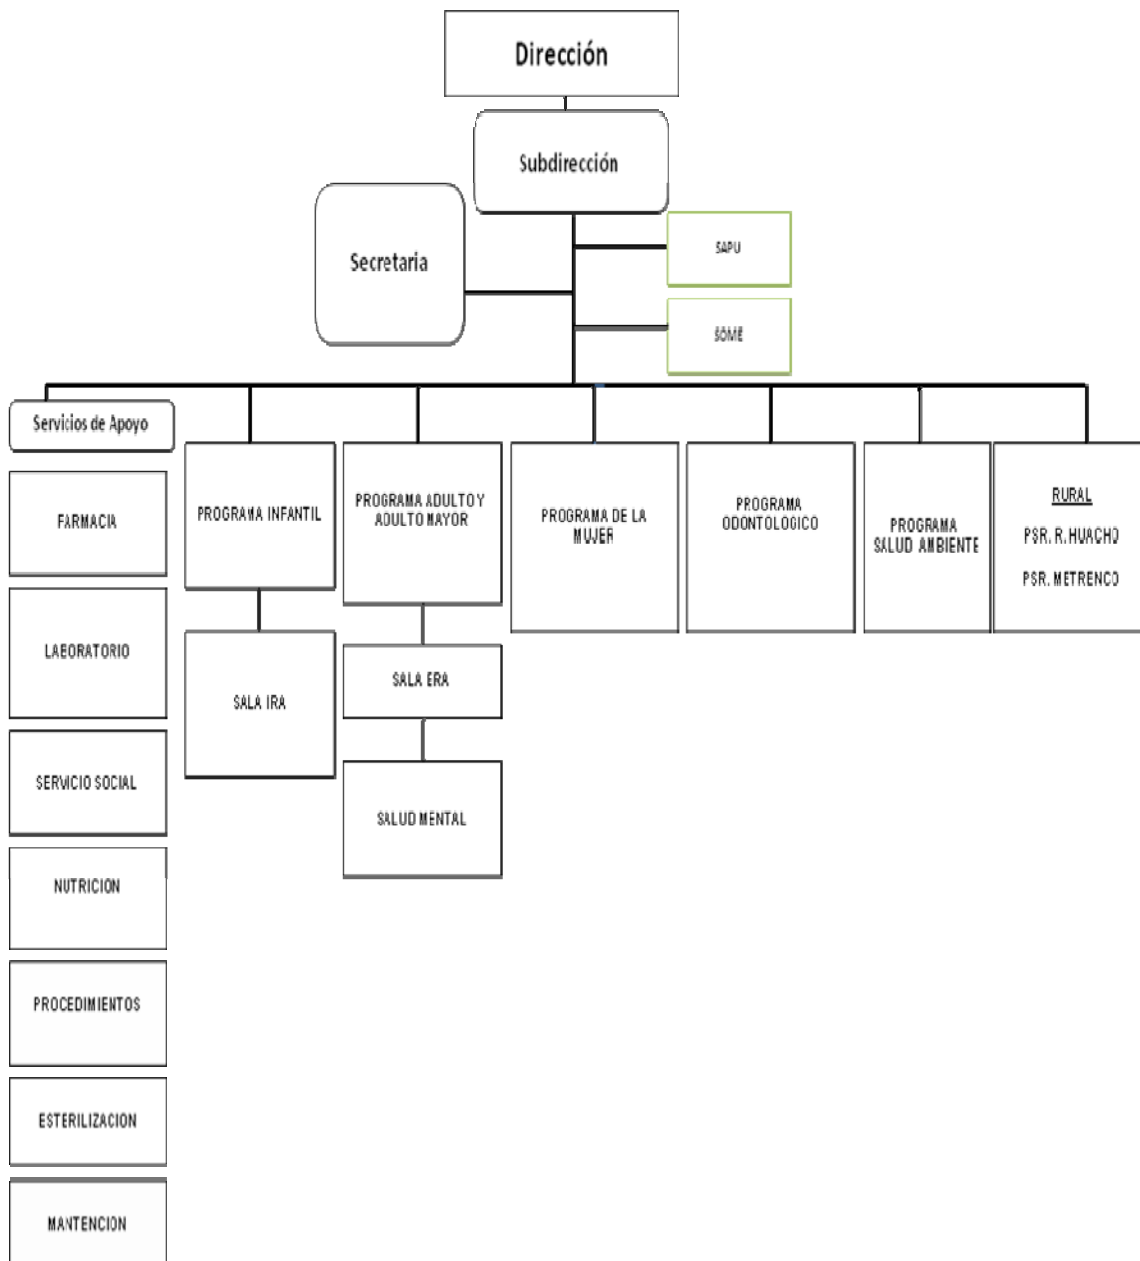 Dirección
Subdirección
Secretaria
SAPU
SOME
Servicios de Apoyo
FARMACIA
LABORATORIO
SERVICIO SOCIAL
NUTRICION
PROCEDIMIENTOS
ESTERILIZACION
MANTENCION
PROGRAMA INFANTIL
SALA IRA
PROGRAMA ADULTO Y
ADULTO MAYOR
SALA ERA
SALUD MENTAL
PROGRAMA DE LA
MUJER
PROGRAMA
ODONTOLOGICO
PROGRAMA
SALUD AMBIENTE
RURAL
PSR. R. HUACHO
PSR. METRENCO